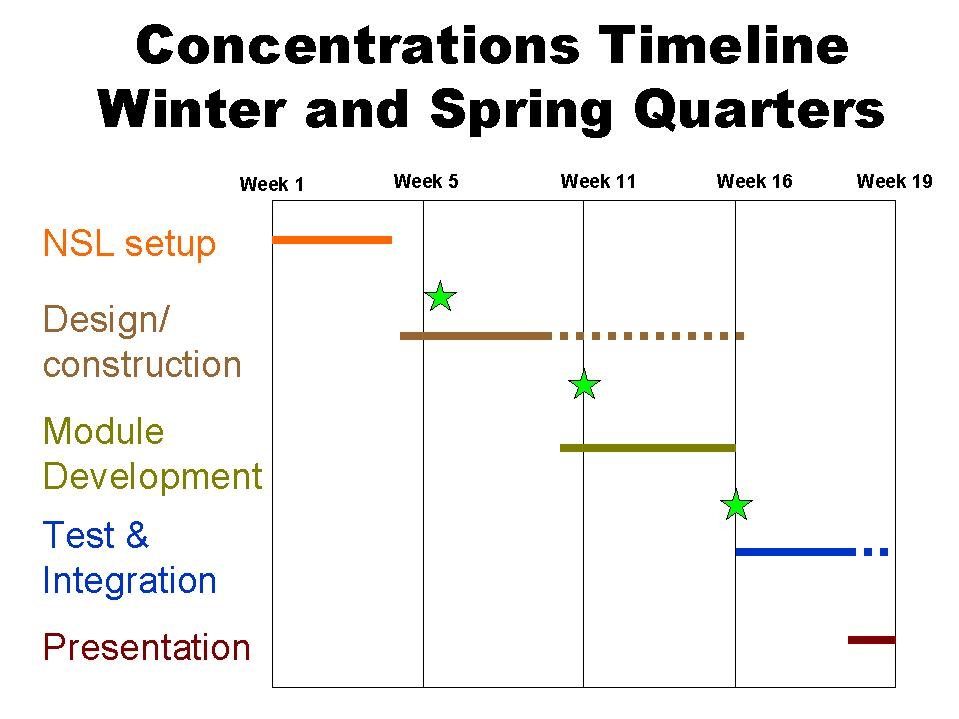 Concentrations Timeline
Winter and Spring Quarters
Week 1
Week 5
Week 11
Week 16
Week 19
NSL setup
Design/
construction
Module
Development
Test &
Integration
Presentation